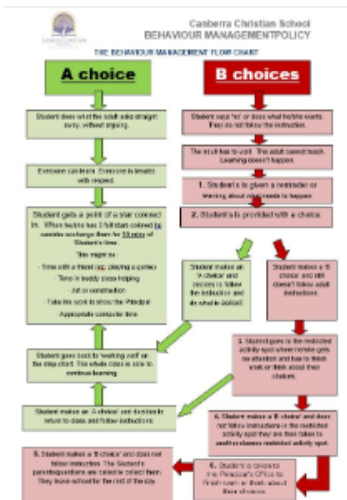 Canberra Christian School
BEHAVIOUR MANAGEMENTPOLICY
THE BEHAVIOUR MANAGEMENT FLOW CHART
A choice
B choices
Student does what the adult asks straight
away, without arguing.
Student says 'no' or does what he/she wants.
They do not follow the instruction.
The adult has to wait. The adult cannot teach.
Learning doesn't happen.
Everyone can learn. Everyone is treated
with respect.
1. Student is given a reminder or
warning about what needs to happen.
2. Student is provided with a choice.
Student gets a point of a star coloured
in. When he/she has 3 full stars coloured he
can/she exchange them for 10 mins of
Student's time.
This might be:
- Time with a friend (eg. playing a game)
- Time in buddy class helping
- Art or construction
- Take his work to show the Principal
- Appropriate computer time
Student makes an
'A choice' and
decides to follow
the instruction and
do what is asked.
Student makes a 'B
choice' and still
doesn't follow adult
instructions.
3. Student goes to the restricted
activity spot where he/she gets
no attention and has to finish
work or think about their
choices.
Student goes back to 'working well' on
the step chart. The whole class is able to
continue learning.
Student makes an 'A choice' and decides to
return to class and follow instructions.
4. Student makes a 'B choice' and does
not follow instructions in the restricted
activity spot they are then taken to
another classes restricted activity spot.
5. Student is taken to
the Principal's Office to
finish work or think about
their choices.
6. Student makes a 'B choice' and does not
follow instruction. The Student's
parents/guardians are called to collect them.
They leave school for the rest of the day.